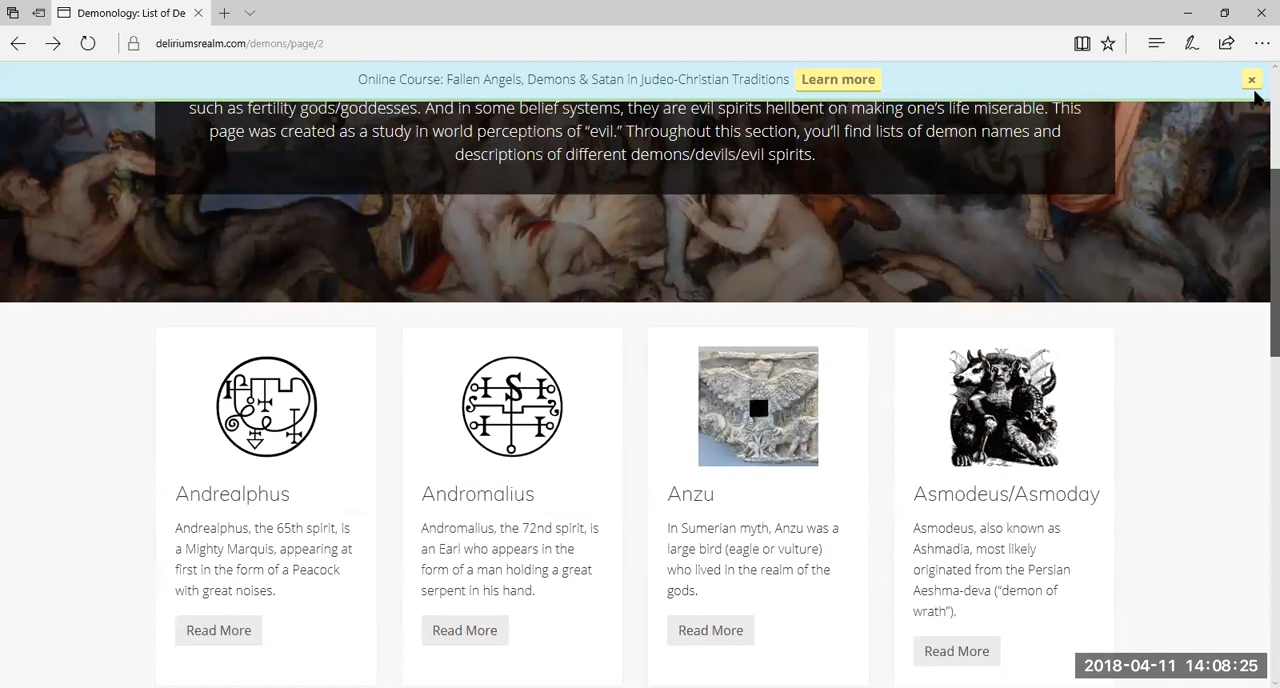 Demonology: List of De
deliriumsrealm.com/demons/page/2
Online Course: Fallen Angels, Demons & Satan in Judeo-Christian Traditions Learn more ×
such as fertility gods/goddesses. And in some belief systems, they are evil spirits hellbent on making one's life miserable. This
page was created as a study in world perceptions of “evil.” Throughout this section, you'll find lists of demon names and
descriptions of different demons/devils/evil spirits.
Andrealphus
Andrealphus, the 65th spirit, is
a Mighty Marquis, appearing at
first in the form of a Peacock
with great noises.
Read More
Andromalius
Andromalius, the 72nd spirit, is
an Earl who appears in the
form of a man holding a great
serpent in his hand.
Read More
Anzu
In Sumerian myth, Anzu was a
large bird (eagle or vulture)
who lived in the realm of the
gods.
Read More
Asmodeus/Asmoday
Asmodeus, also known as
Ashmadia, most likely
originated from the Persian
Aeshma-deva (“demon of
wrath”).
Read More
2018-04-11 14:08:25